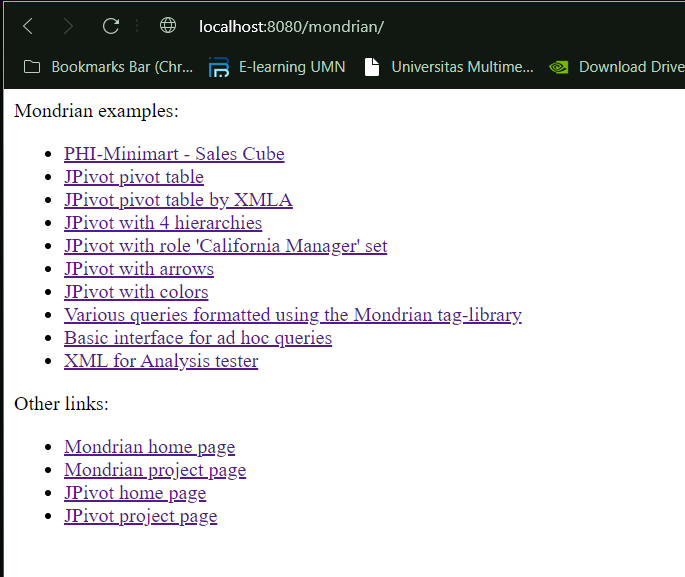 localhost:8080/mondrian/
Bookmarks Bar (Chr... E-learning UMN Universitas Multime... Download Drive
Mondrian examples:
PHI-Minimart - Sales Cube
JPivot pivot table
JPivot pivot table by XMLA
JPivot with 4 hierarchies
JPivot with role 'California Manager' set
JPivot with arrows
JPivot with colors
Various queries formatted using the Mondrian tag-library
Basic interface for ad hoc queries
XML for Analysis tester
Other links:
Mondrian home page
Mondrian project page
JPivot home page
JPivot project page